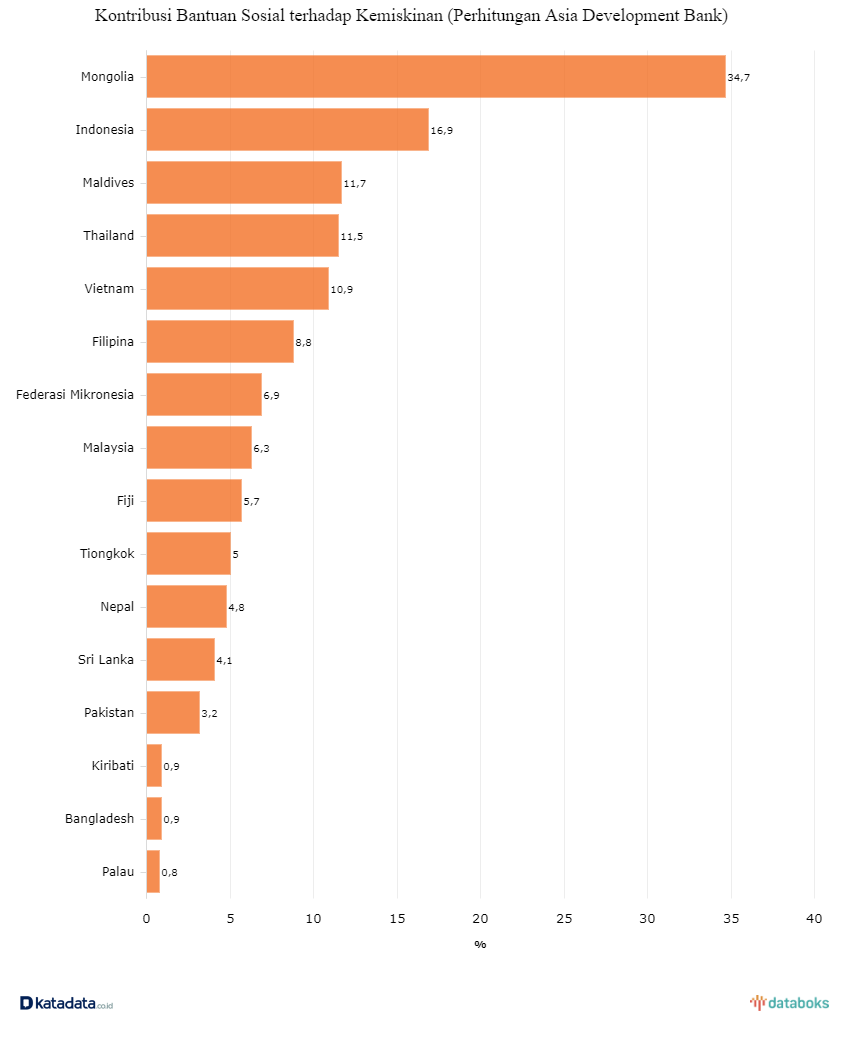 Kontribusi Bantuan Sosial terhadap Kemiskinan (Perhitungan Asia Development Bank)
Mongolia 34,7
Indonesia 16,9
Maldives 11,7
Thailand 11,5
Vietnam 10,9
Filipina 8,8
Federasi Mikronesia 6,9
Malaysia 6,3
Fiji 5,7
Tiongkok 5
Nepal 4,8
Sri Lanka 4,1
Pakistan 3,2
Kiribati 0,9
Bangladesh 0,9
Palau 0,8
0 5 10 15 20 25 30 35 40
%
katadata.co.id databoks